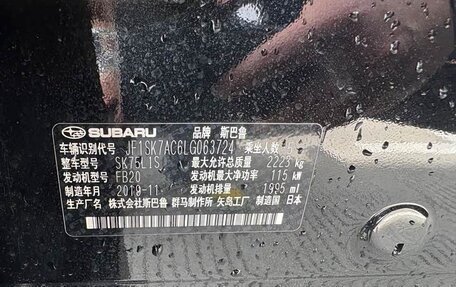 SUBARU 品牌 斯巴鲁
车辆识别代号 JF1SK7AC6LG063724 乘坐人数
整车型号 SK75L1S 最大允许总质量 2223 kg
发动机型号 FB20 发动机最大净功率 115 kW
制造年月 2019-11 发动机排量 1995 ml
生产厂名 株式会社斯巴鲁 群马制作所 矢岛工厂 制造国 日本